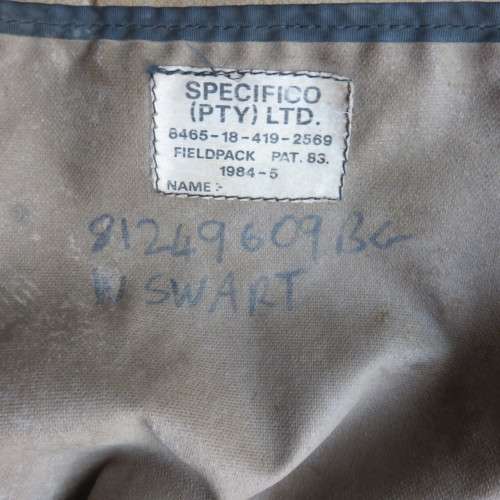 SPECIFICO
(PTY) LTD.
8465-18-419-2569
FIELDPACK PAT. 83.
1984-5
NAME:-
81249609BG
W SWART